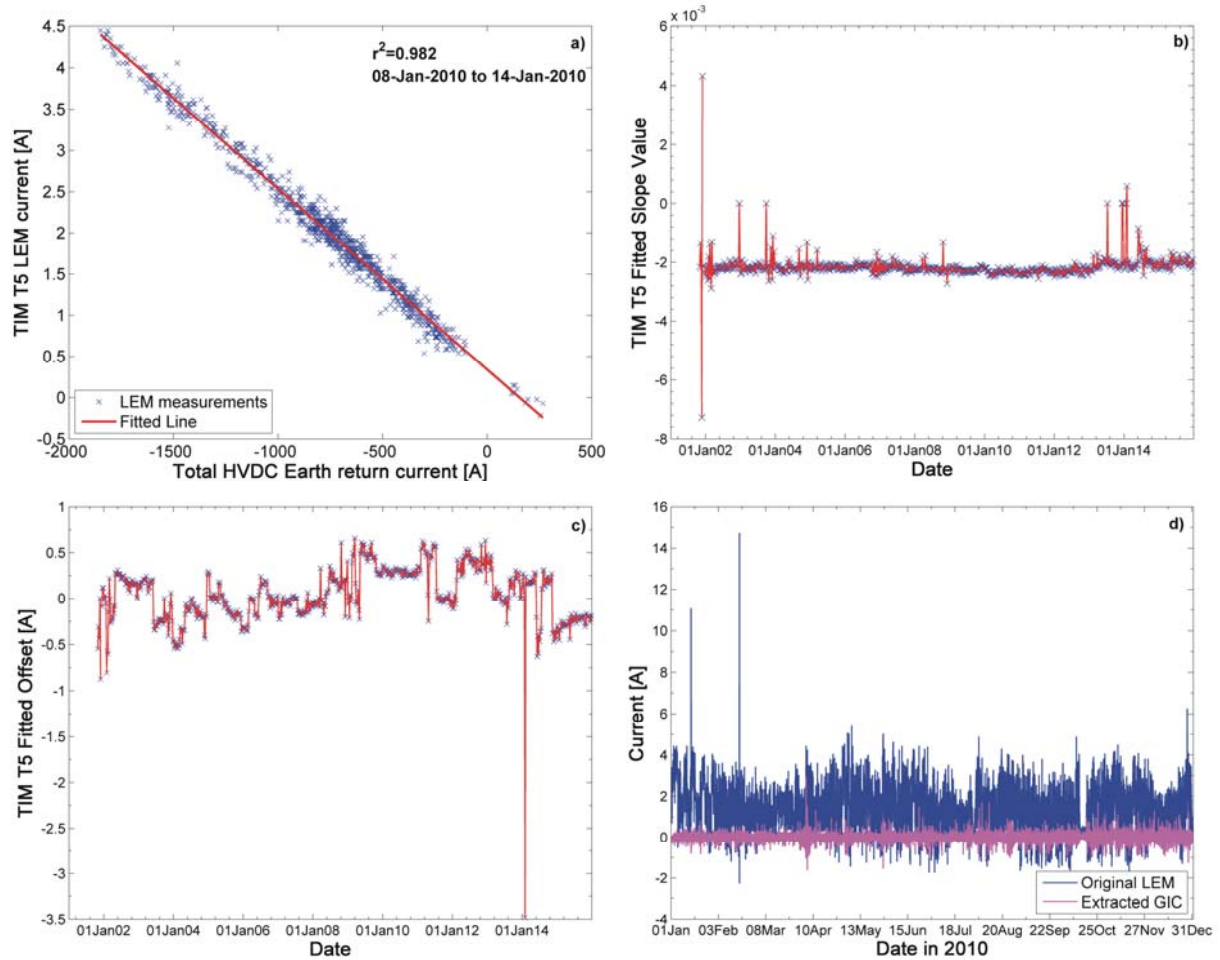 a)
r²=0.982
08-Jan-2010 to 14-Jan-2010
4.5
4
3.5
3
2.5
2
1.5
1
0.5
0
-0.5
TIM T5 LEM current [A]
LEM measurements
Fitted Line
-2000 -1500 -1000 -500 0 500
Total HVDC Earth return current [A]
x 10⁻³
b)
6
4
2
0
-2
-4
-6
-8
TIM T5 Fitted Slope Value
01Jan02 01Jan04 01Jan06 01Jan08 01Jan10 01Jan12 01Jan14
Date
c)
1
0.5
0
-0.5
-1
-1.5
-2
-2.5
-3
-3.5
TIM T5 Fitted Offset [A]
01Jan02 01Jan04 01Jan06 01Jan08 01Jan10 01Jan12 01Jan14
Date
d)
16
14
12
10
8
6
4
2
0
-2
-4
Current [A]
Original LEM
Extracted GIC
01Jan 03Feb 08Mar 10Apr 13May 15Jun 18Jul 20Aug 22Sep 25Oct 27Nov 31Dec
Date in 2010